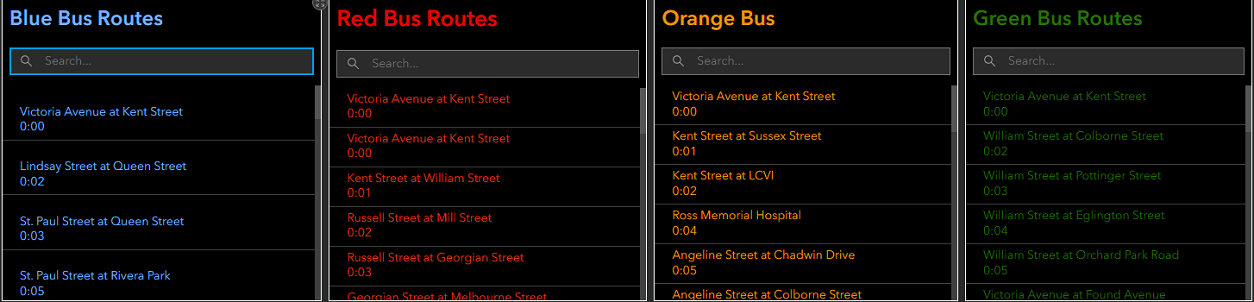 Blue Bus Routes
Search...
Victoria Avenue at Kent Street
0:00
Lindsay Street at Queen Street
0:02
St. Paul Street at Queen Street
0:03
St. Paul Street at Rivera Park
0:05
Red Bus Routes
Search...
Victoria Avenue at Kent Street
0:00
Victoria Avenue at Kent Street
0:00
Kent Street at William Street
0:01
Russell Street at Mill Street
0:02
Russell Street at Georgian Street
0:03
Georgian Street at Melbourne Street
Orange Bus
Search...
Victoria Avenue at Kent Street
0:00
Kent Street at Sussex Street
0:01
Kent Street at LCVI
0:02
Ross Memorial Hospital
0:04
Angeline Street at Chadwin Drive
0:05
Angeline Street at Colborne Street
Green Bus Routes
Search...
Victoria Avenue at Kent Street
0:00
William Street at Colborne Street
0:02
William Street at Pottinger Street
0:03
William Street at Eglington Street
0:04
William Street at Orchard Park Road
0:05
Victoria Avenue at Found Avenue